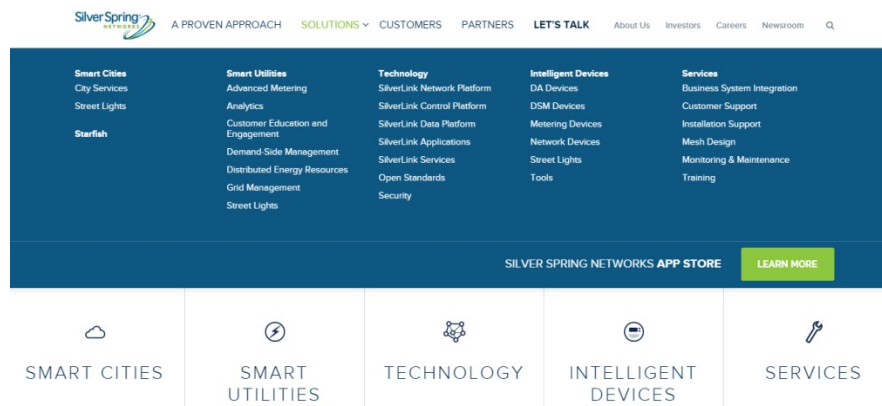 Silver Spring
NETWORKS
A PROVEN APPROACH SOLUTIONS CUSTOMERS PARTNERS LET'S TALK About Us Investors Careers Newsroom
Smart Cities
City Services
Street Lights
Starfish
Smart Utilities
Advanced Metering
Analytics
Customer Education and
Engagement
Demand-Side Management
Distributed Energy Resources
Grid Management
Street Lights
Technology
SilverLink Network Platform
SilverLink Control Platform
SilverLink Data Platform
SilverLink Applications
SilverLink Services
Open Standards
Security
Intelligent Devices
DA Devices
DSM Devices
Metering Devices
Network Devices
Street Lights
Tools
Services
Business System Integration
Customer Support
Installation Support
Mesh Design
Monitoring & Maintenance
Training
SILVER SPRING NETWORKS APP STORE LEARN MORE
SMART CITIES
SMART
UTILITIES
TECHNOLOGY
INTELLIGENT
DEVICES
SERVICES